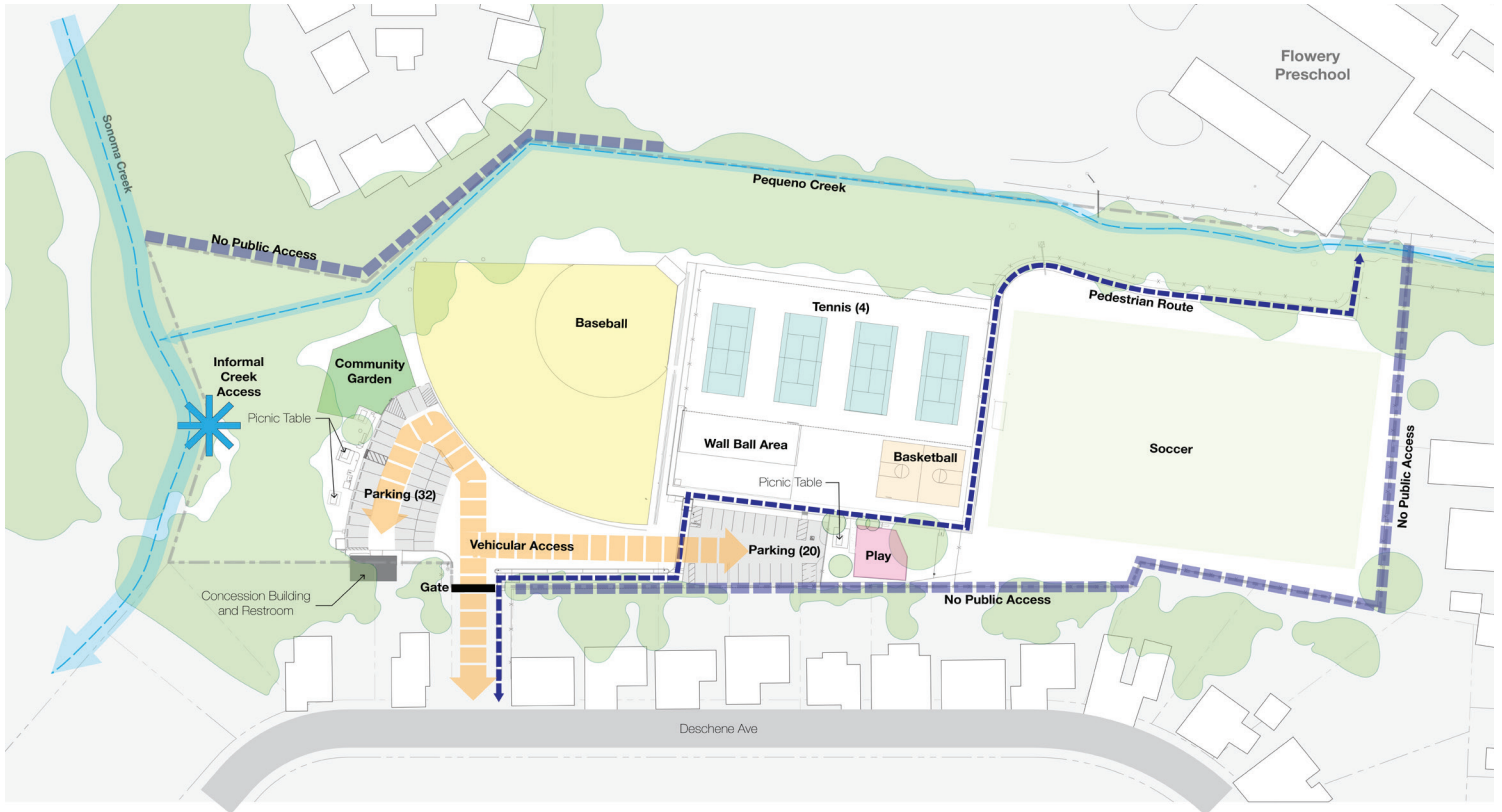 Flowery
Preschool
Sonoma Creek
Pequeno Creek
No Public Access
Pedestrian Route
Tennis (4)
Baseball
Informal
Creek
Access
Community
Garden
Picnic Table
Wall Ball Area
Basketball
Soccer
No Public Access
Picnic Table
Parking (32)
Vehicular Access
Parking (20)
Play
Gate
Concession Building
and Restroom
No Public Access
Deschene Ave